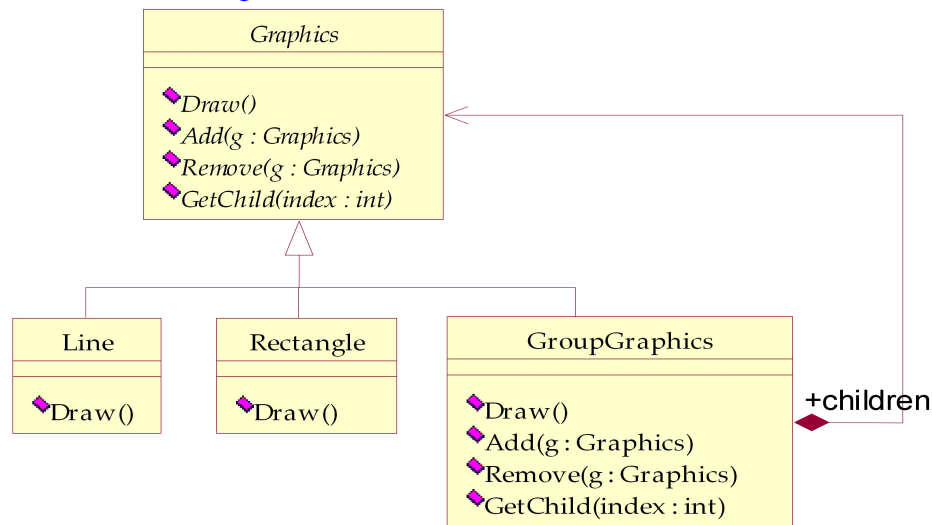 Graphics
Draw()
Add(g : Graphics)
Remove(g : Graphics)
GetChild(index : int)
Line
Draw()
Rectangle
Draw()
GroupGraphics
Draw()
Add(g : Graphics)
Remove(g : Graphics)
GetChild(index : int)
+children